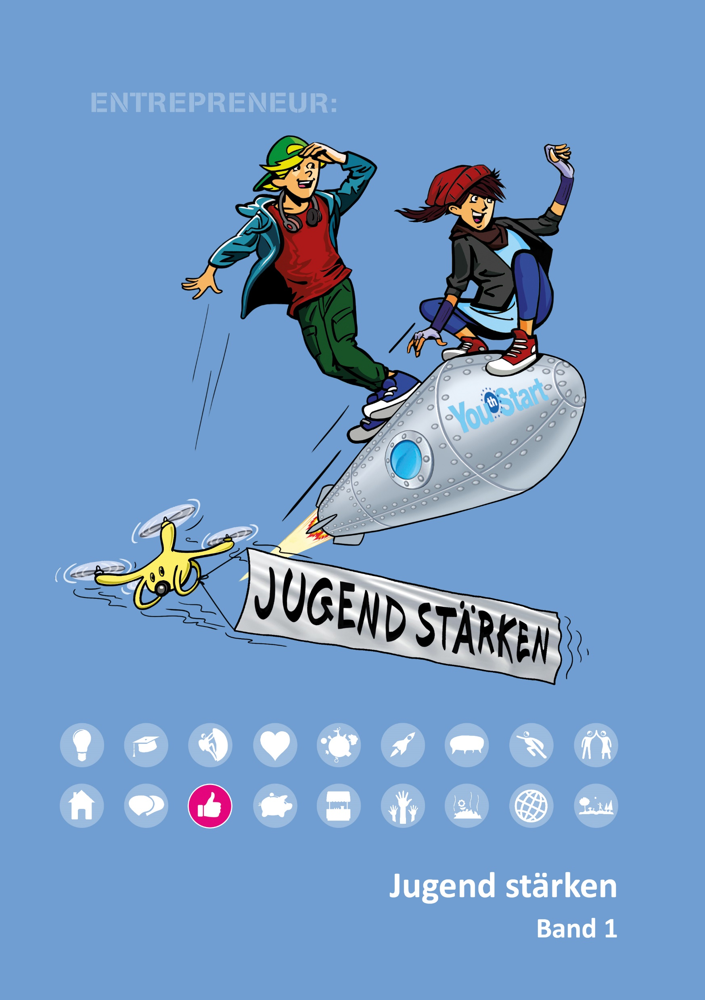 ENTREPRENEUR:
YouthStart
JUGEND STÄRKEN
Jugend stärken
Band 1